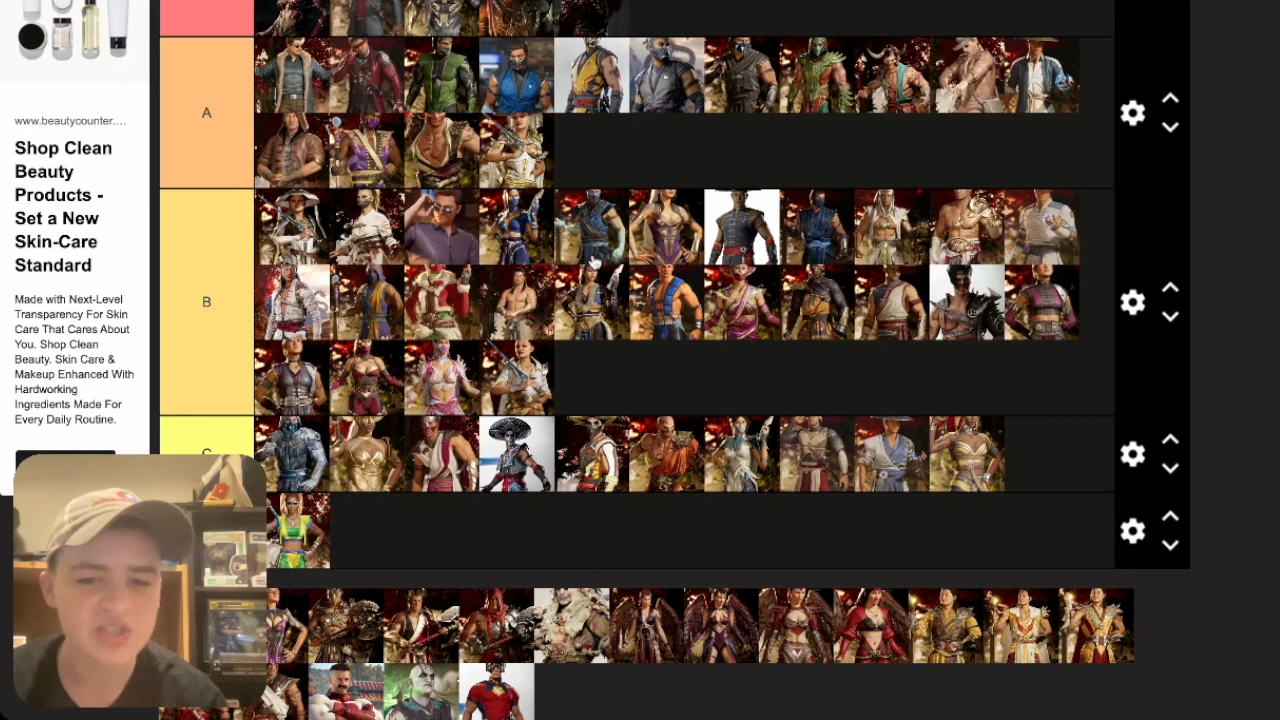 www.beautycounter....
Shop Clean
Beauty
Products -
Set a New
Skin-Care
Standard
Made with Next-Level
Transparency For Skin
Care That Cares About
You. Shop Clean
Beauty. Skin Care &
Makeup Enhanced With
Hardworking
Ingredients Made For
Every Daily Routine.
A
B
C